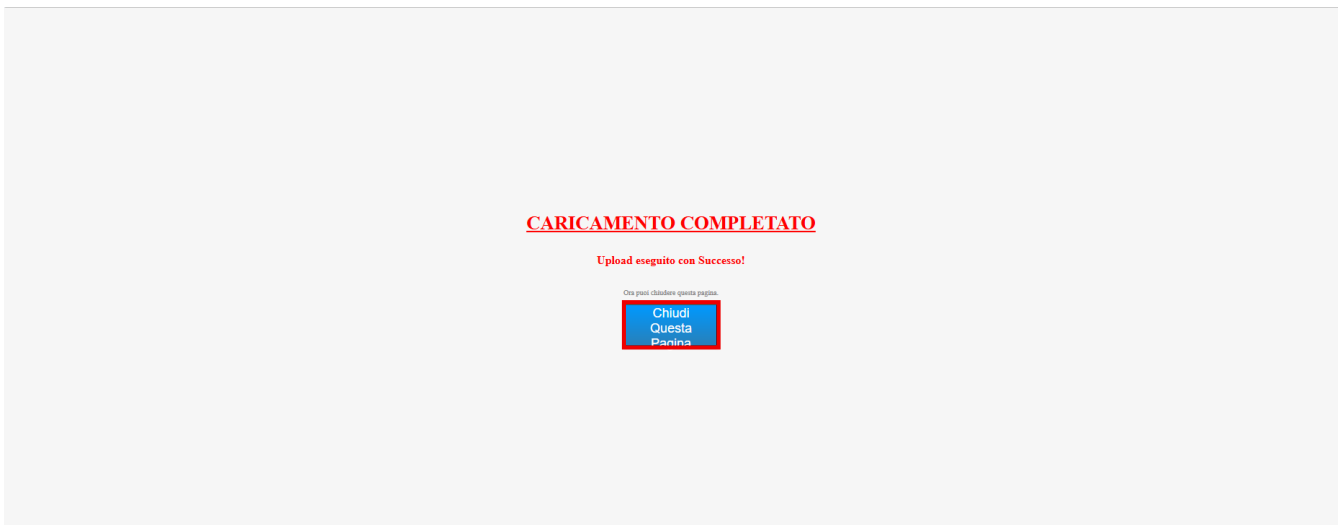 CARICAMENTO COMPLETATO
Upload eseguito con Successo!
Ora puoi chiudere questa pagina.
Chiudi
Questa
Pagina